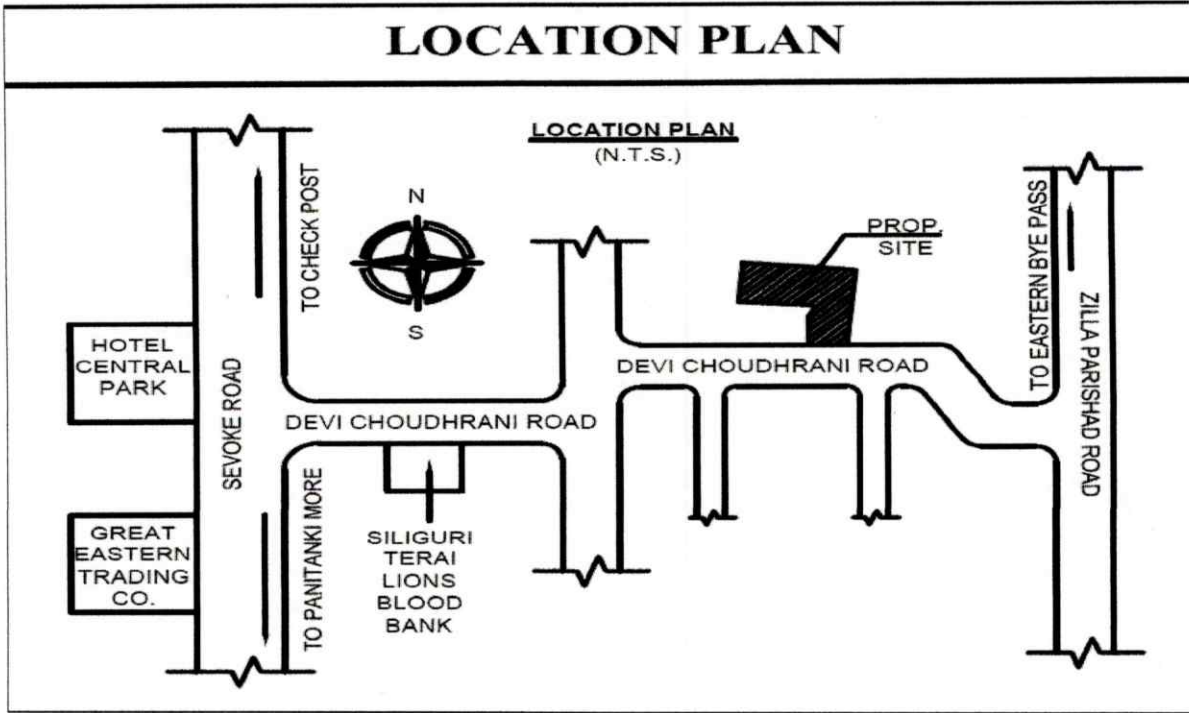 LOCATION PLAN
LOCATION PLAN
(N.T.S.)
TO CHECK POST
N
S
PROP.
SITE
TO EASTERN BYE PASS
ZILLA PARISHAD ROAD
HOTEL
CENTRAL
PARK
SEVOKE ROAD
DEVI CHOUDHRANI ROAD
DEVI CHOUDHRANI ROAD
GREAT
EASTERN
TRADING
CO.
TO PANITANKI MORE
SILIGURI
TERAI
LIONS
BLOOD
BANK